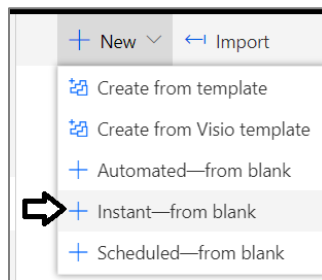 New Import
Create from template
Create from Visio template
Automated—from blank
Instant—from blank
Scheduled—from blank